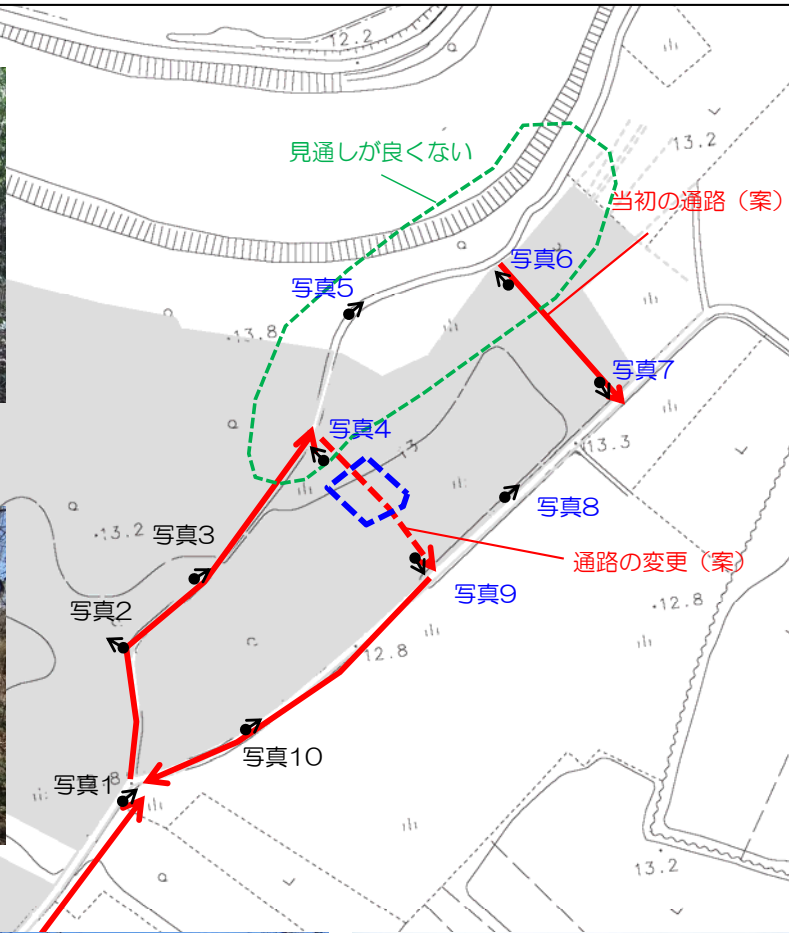 12.2
見通しが良くない
13.2
当初の通路（案）
写真6
写真5
13.8
写真7
写真4
13
13.3
写真8
13.2
写真3
通路の変更（案）
写真9
12.8
写真2
12.8
写真10
写真1
13.2